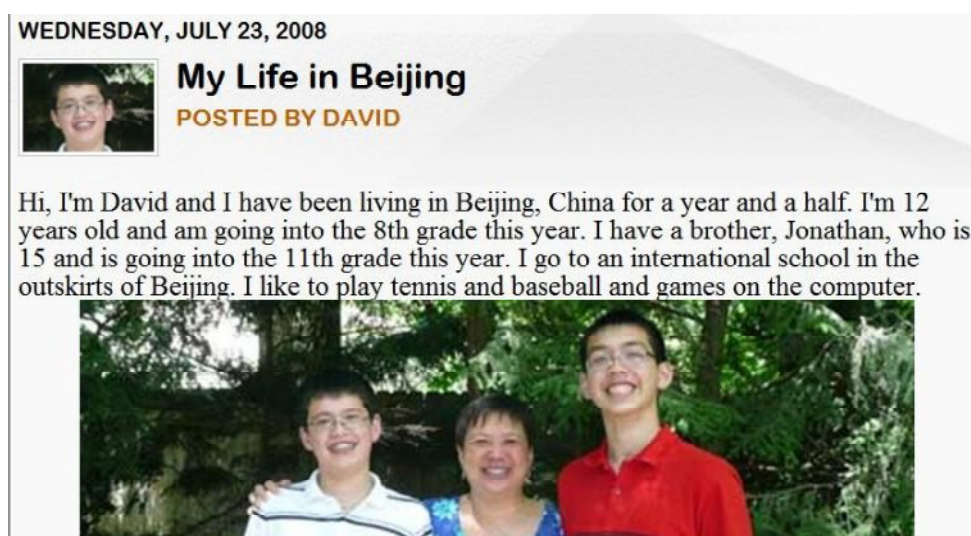 WEDNESDAY, JULY 23, 2008
My Life in Beijing
POSTED BY DAVID
Hi, I'm David and I have been living in Beijing, China for a year and a half. I'm 12
years old and am going into the 8th grade this year. I have a brother, Jonathan, who is
15 and is going into the 11th grade this year. I go to an international school in the
outskirts of Beijing. I like to play tennis and baseball and games on the computer.